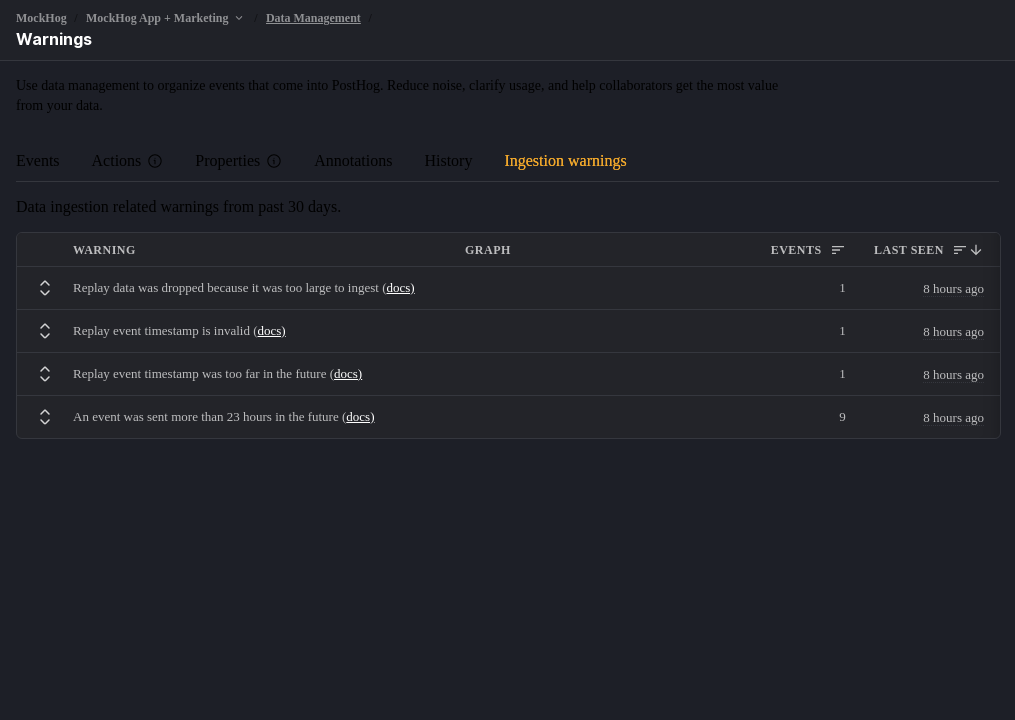 MockHog / MockHog App + Marketing / Data Management /
Warnings
Use data management to organize events that come into PostHog. Reduce noise, clarify usage, and help collaborators get the most value
from your data.
Events Actions Properties Annotations History Ingestion warnings
Data ingestion related warnings from past 30 days.
WARNING GRAPH EVENTS LAST SEEN
Replay data was dropped because it was too large to ingest (docs) 1 8 hours ago
Replay event timestamp is invalid (docs) 1 8 hours ago
Replay event timestamp was too far in the future (docs) 1 8 hours ago
An event was sent more than 23 hours in the future (docs) 9 8 hours ago